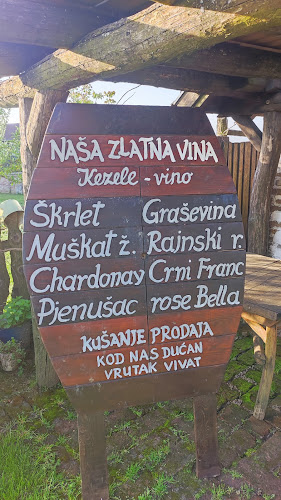 NAŠA ZLATNA VINA
Kezele - vino
Škrlet Graševina
Muškat ž. Rajnski r.
Chardonay Crni Franc
Pjenušac rose Bella
KUŠANJE PRODAJA
KOD NAS DUĆAN
VRUTAK VIVAT